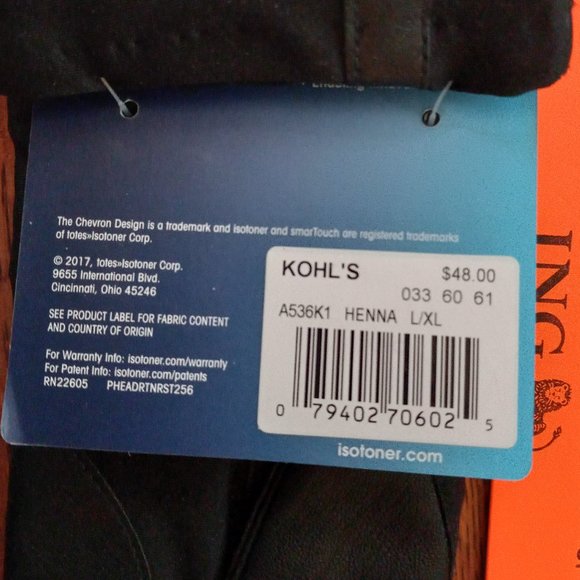 The Chevron Design is a trademark and isotoner and smarTouch are registered trademarks
of totes»Isotoner Corp.
© 2017, totes»Isotoner Corp.
9655 International Blvd.
Cincinnati, Ohio 45246
SEE PRODUCT LABEL FOR FABRIC CONTENT
AND COUNTRY OF ORIGIN
For Warranty Info: isotoner.com/warranty
For Patent Info: isotoner.com/patents
RN22605 PHEADRTNRST256
KOHL'S $48.00
033 60 61
A536K1 HENNA L/XL
0 79402 70602 5
isotoner.com
ING